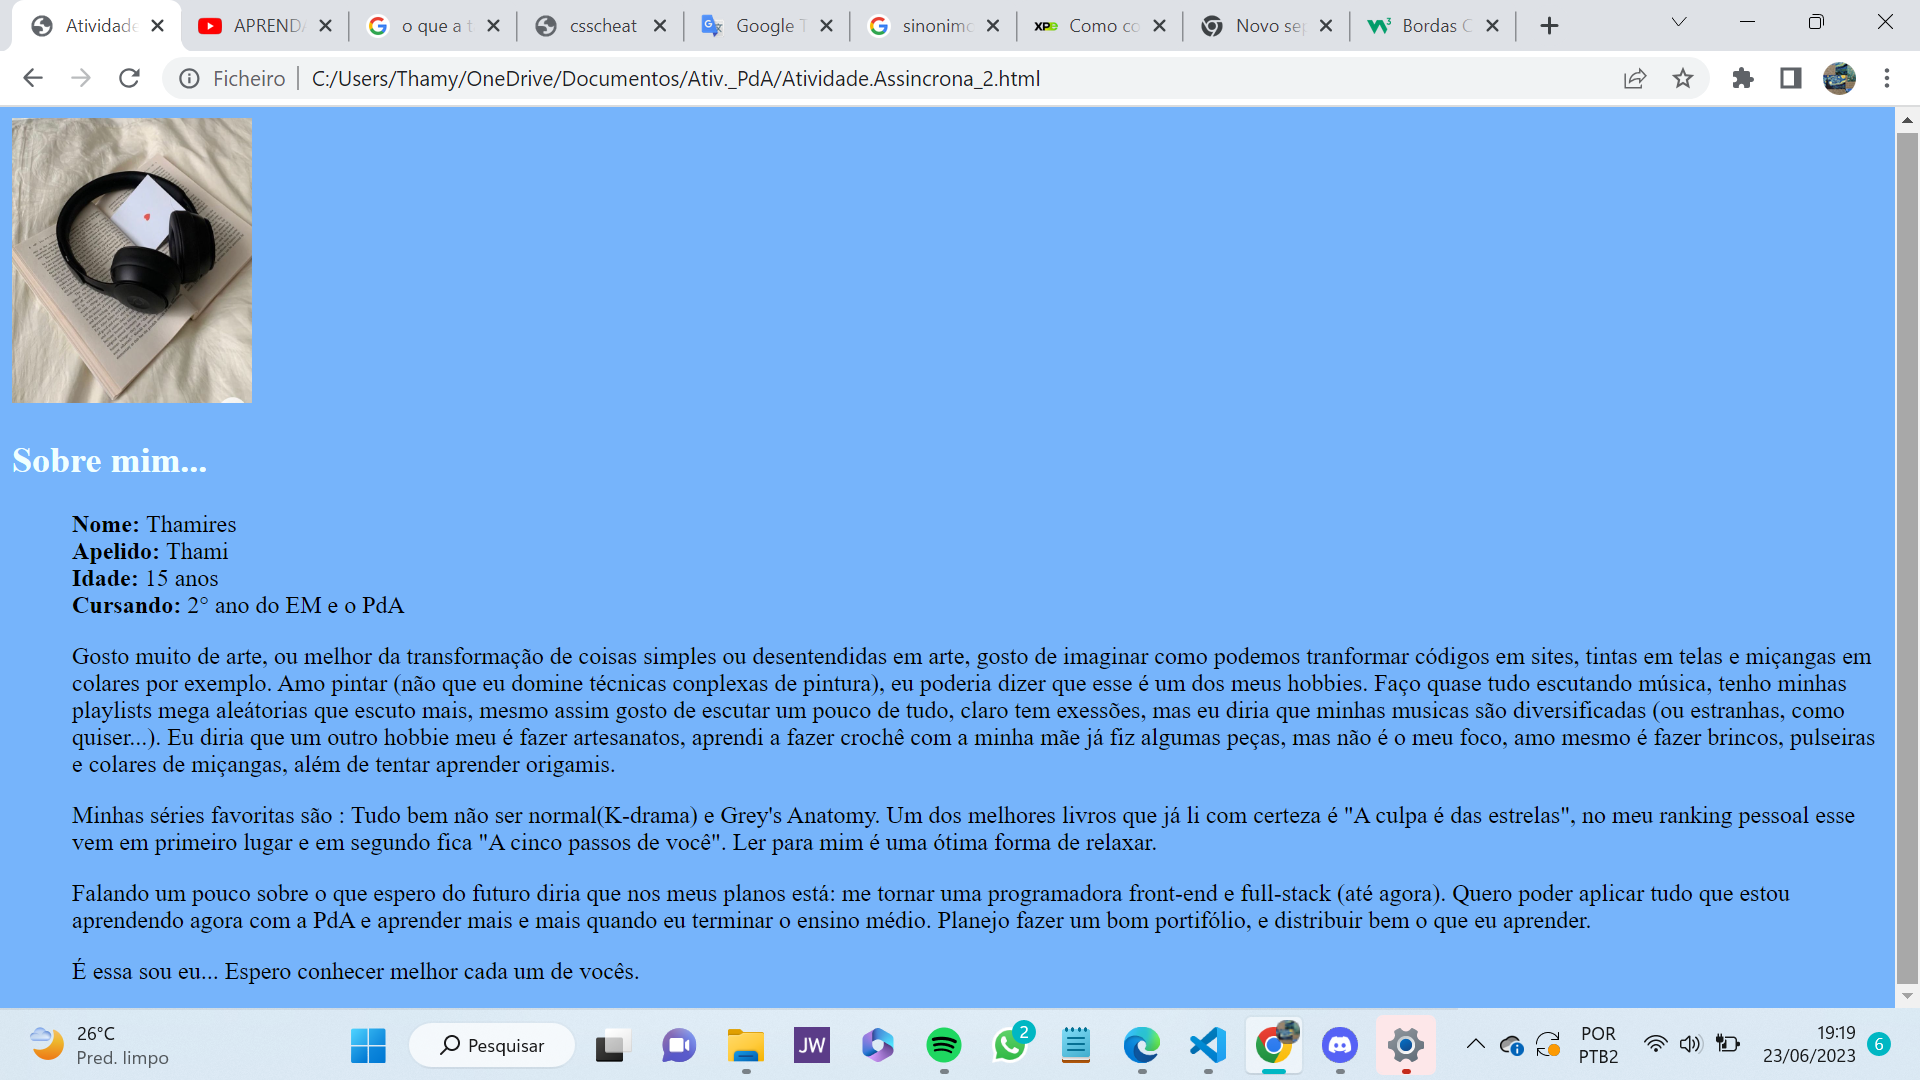 Atividade
APRENDA
o que a t
csscheat
Google T
sinonimo
Como co
Novo sep
Bordas C
Ficheiro
C:/Users/Thamy/OneDrive/Documentos/Ativ._PdA/Atividade.Assincrona_2.html
Sobre mim...
Nome: Thamires
Apelido: Thami
Idade: 15 anos
Cursando: 2° ano do EM e o PdA
Gosto muito de arte, ou melhor da transformação de coisas simples ou desentendidas em arte, gosto de imaginar como podemos tranformar códigos em sites, tintas em telas e miçangas em
colares por exemplo. Amo pintar (não que eu domine técnicas conplexas de pintura), eu poderia dizer que esse é um dos meus hobbies. Faço quase tudo escutando música, tenho minhas
playlists mega aleátorias que escuto mais, mesmo assim gosto de escutar um pouco de tudo, claro tem exessões, mas eu diria que minhas musicas são diversificadas (ou estranhas, como
quiser...). Eu diria que um outro hobbie meu é fazer artesanatos, aprendi a fazer crochê com a minha mãe já fiz algumas peças, mas não é o meu foco, amo mesmo é fazer brincos, pulseiras
e colares de miçangas, além de tentar aprender origamis.
Minhas séries favoritas são : Tudo bem não ser normal(K-drama) e Grey's Anatomy. Um dos melhores livros que já li com certeza é "A culpa é das estrelas", no meu ranking pessoal esse
vem em primeiro lugar e em segundo fica "A cinco passos de você". Ler para mim é uma ótima forma de relaxar.
Falando um pouco sobre o que espero do futuro diria que nos meus planos está: me tornar uma programadora front-end e full-stack (até agora). Quero poder aplicar tudo que estou
aprendendo agora com a PdA e aprender mais e mais quando eu terminar o ensino médio. Planejo fazer um bom portifólio, e distribuir bem o que eu aprender.
É essa sou eu... Espero conhecer melhor cada um de vocês.
26°C
Pred. limpo
Pesquisar
JW
2
POR
PTB2
19:19
23/06/2023
6